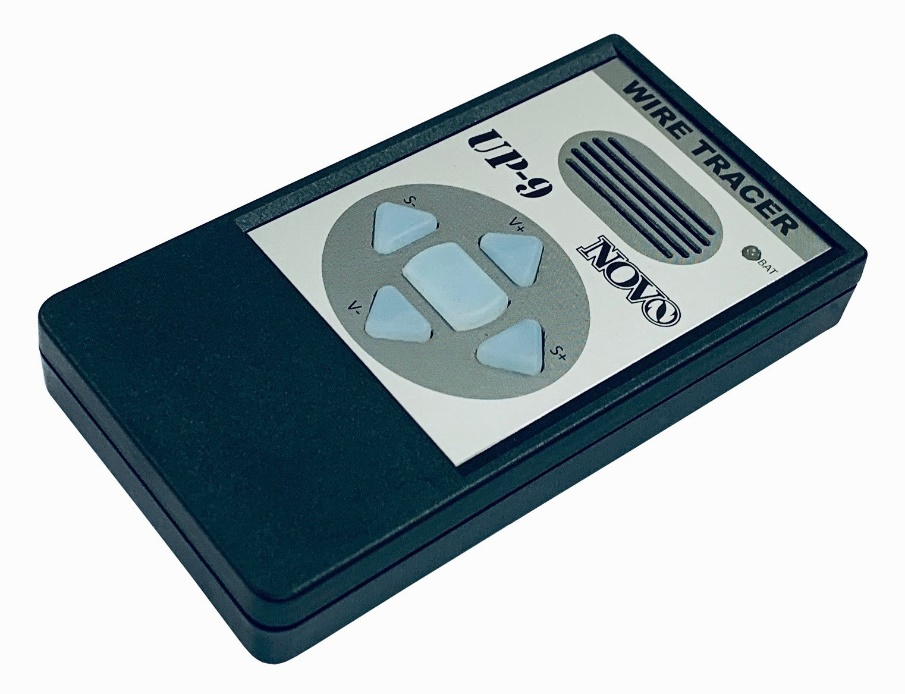 WIRE TRACER
BAT
UP-9
NOVO
S-
V+
V-
S+